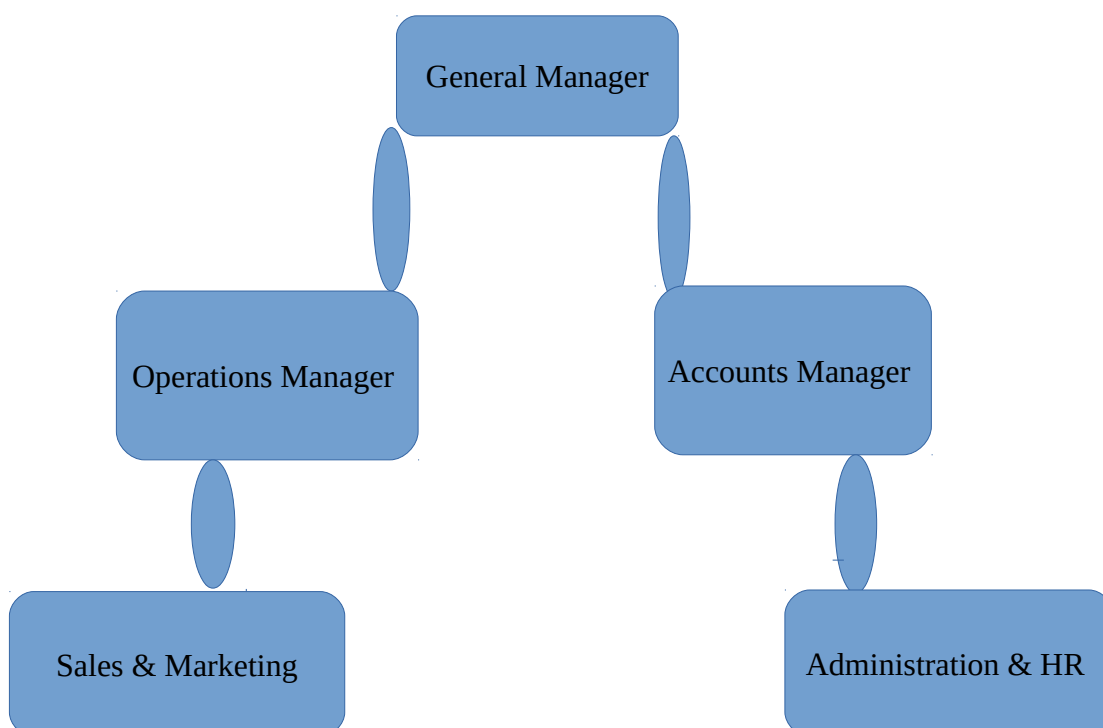 General Manager
Operations Manager
Accounts Manager
Sales & Marketing
Administration & HR